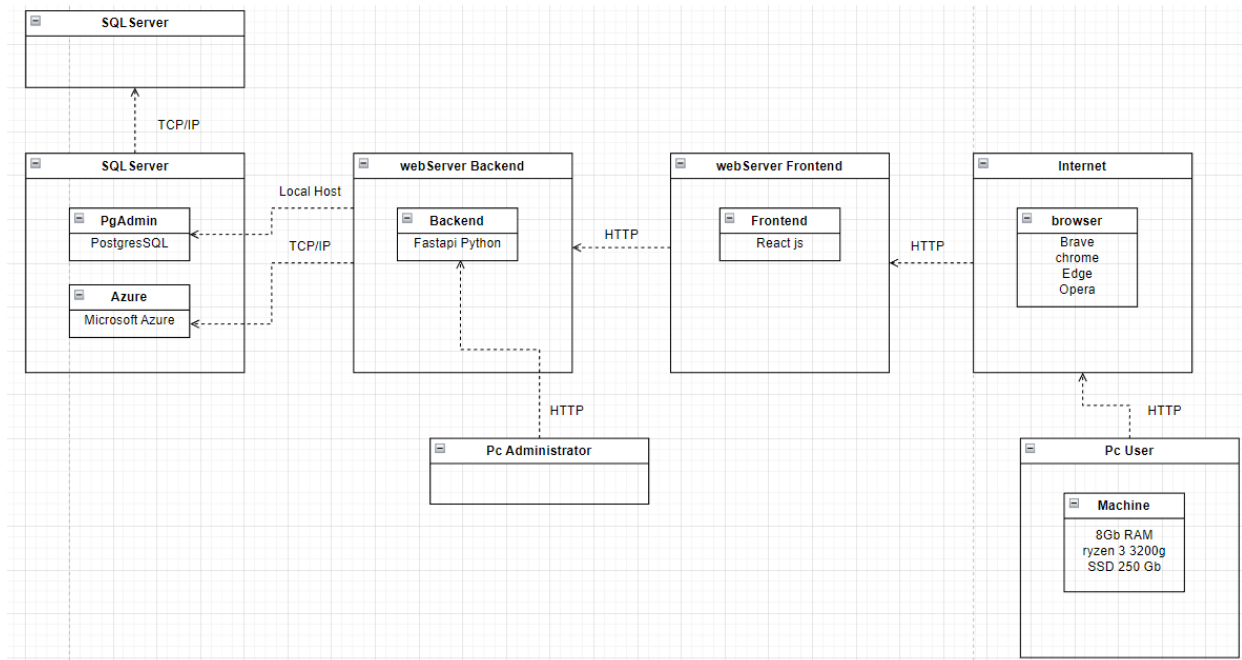 SQLServer
TCP/IP
SQLServer
PgAdmin
PostgresSQL
Azure
Microsoft Azure
Local Host
TCP/IP
webServer Backend
Backend
Fastapi Python
HTTP
webServer Frontend
Frontend
React js
HTTP
Internet
browser
Brave
chrome
Edge
Opera
HTTP
Pc Administrator
HTTP
Pc User
Machine
8Gb RAM
ryzen 3 3200g
SSD 250 Gb